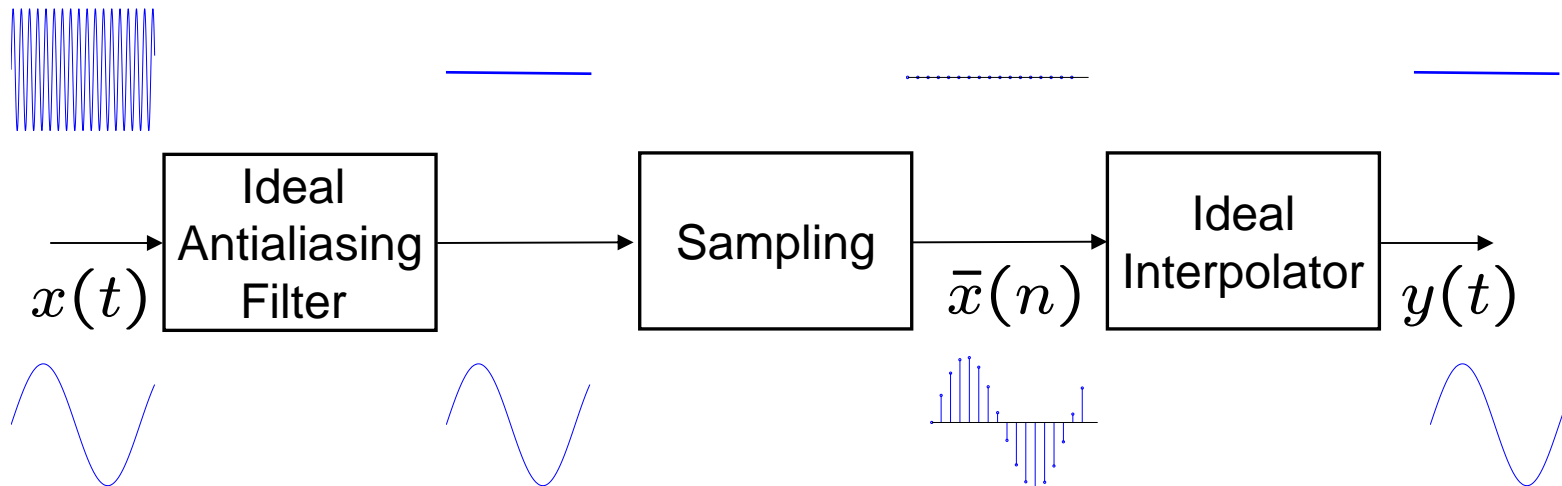 Ideal
Antialiasing
Filter
Sampling
Ideal
Interpolator
x(t)
x̅(n)
y(t)